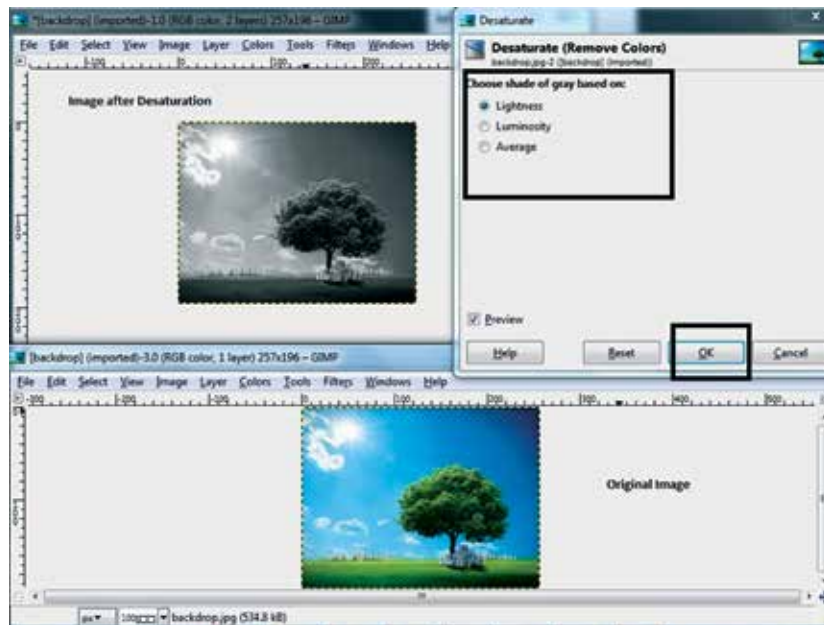 *[backdrop] (imported)-1.0 (RGB color, 2 layers) 257x196 – GIMP
File Edit Select View Image Layer Colors Tools Filters Windows Help
Image after Desaturation
Desaturate
Desaturate (Remove Colors)
backdrop.jpg-2 ([backdrop] (imported))
Choose shade of gray based on:
Lightness
Luminosity
Average
Preview
Help Reset OK Cancel
[backdrop] (imported)-3.0 (RGB color, 1 layer) 257x196 – GIMP
File Edit Select View Image Layer Colors Tools Filters Windows Help
Original Image
px 100 backdrop.jpg (534.8 kB)